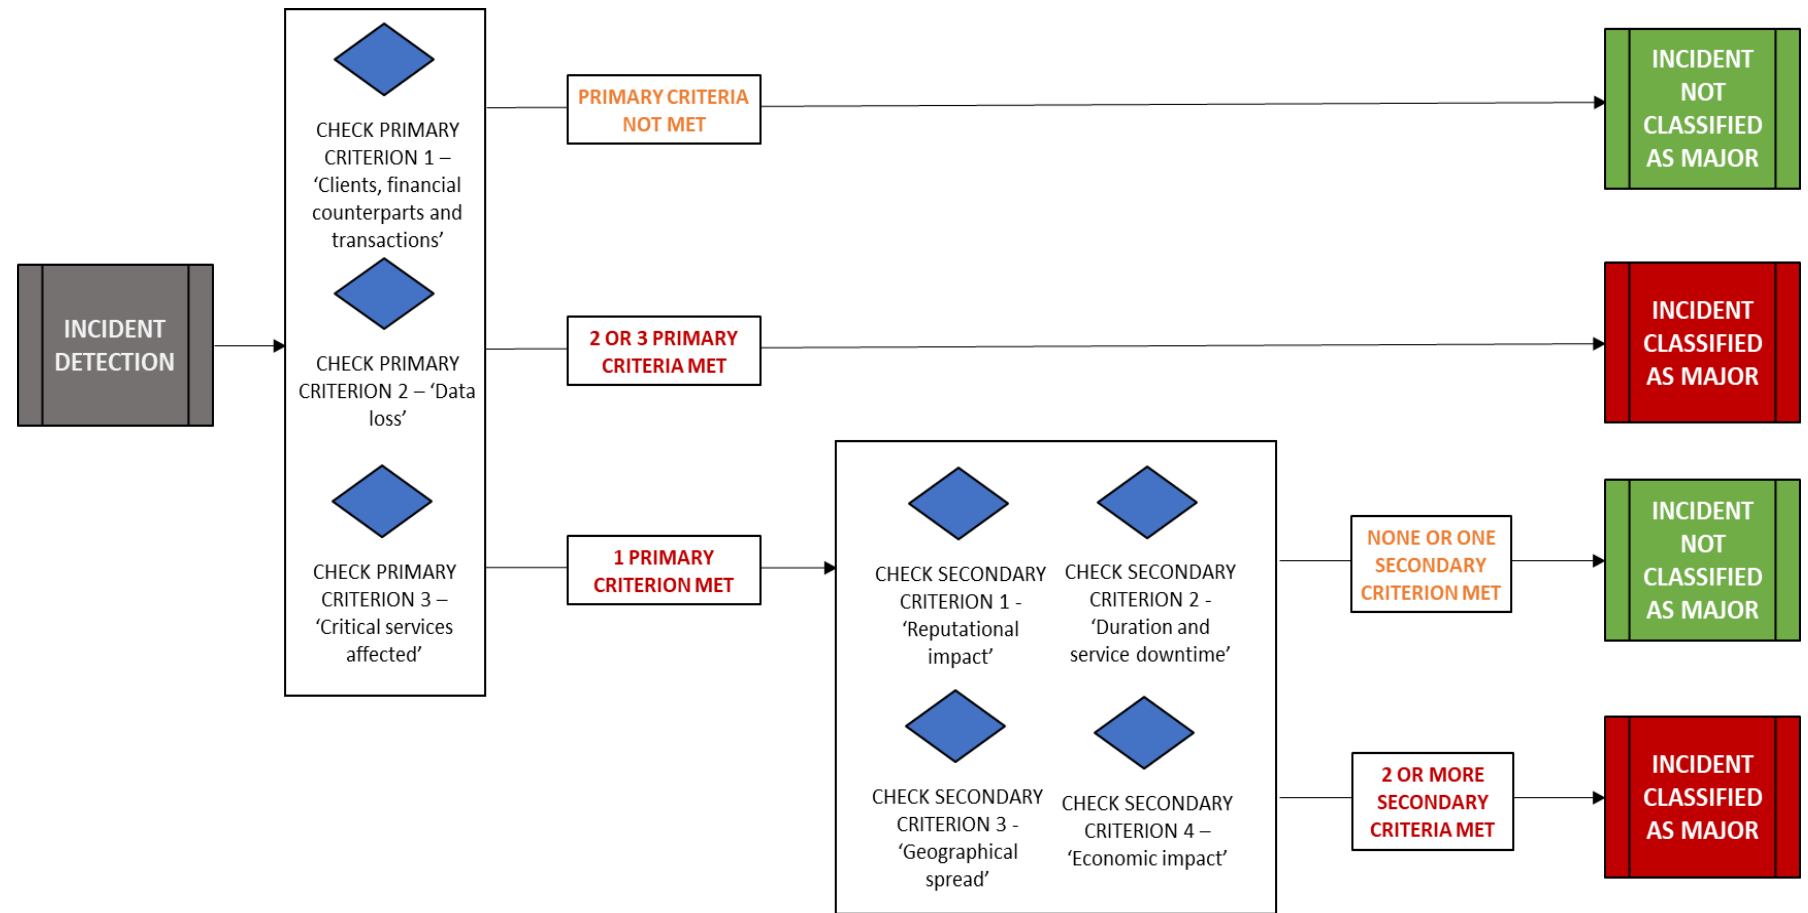 INCIDENT
DETECTION
CHECK PRIMARY
CRITERION 1 –
‘Clients, financial
counterparts and
transactions’
CHECK PRIMARY
CRITERION 2 – ‘Data
loss’
CHECK PRIMARY
CRITERION 3 –
‘Critical services
affected’
PRIMARY CRITERIA
NOT MET
INCIDENT
NOT
CLASSIFIED
AS MAJOR
2 OR 3 PRIMARY
CRITERIA MET
INCIDENT
CLASSIFIED
AS MAJOR
1 PRIMARY
CRITERION MET
CHECK SECONDARY
CRITERION 1 -
‘Reputational
impact’
CHECK SECONDARY
CRITERION 2 -
‘Duration and
service downtime’
CHECK SECONDARY
CRITERION 3 -
‘Geographical
spread’
CHECK SECONDARY
CRITERION 4 –
‘Economic impact’
NONE OR ONE
SECONDARY
CRITERION MET
INCIDENT
NOT
CLASSIFIED
AS MAJOR
2 OR MORE
SECONDARY
CRITERIA MET
INCIDENT
CLASSIFIED
AS MAJOR